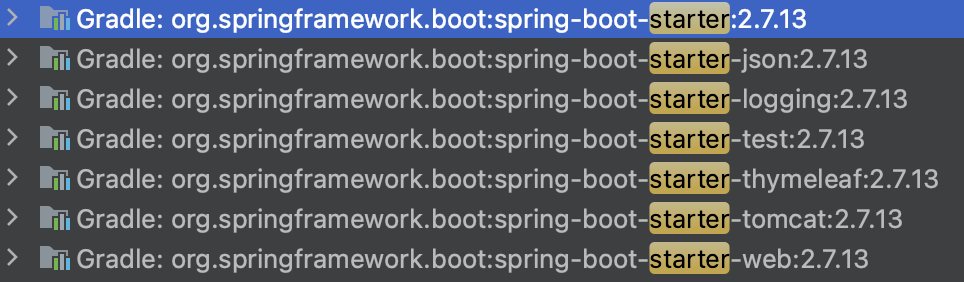 Gradle: org.springframework.boot:spring-boot-starter:2.7.13
Gradle: org.springframework.boot:spring-boot-starter-json:2.7.13
Gradle: org.springframework.boot:spring-boot-starter-logging:2.7.13
Gradle: org.springframework.boot:spring-boot-starter-test:2.7.13
Gradle: org.springframework.boot:spring-boot-starter-thymeleaf:2.7.13
Gradle: org.springframework.boot:spring-boot-starter-tomcat:2.7.13
Gradle: org.springframework.boot:spring-boot-starter-web:2.7.13